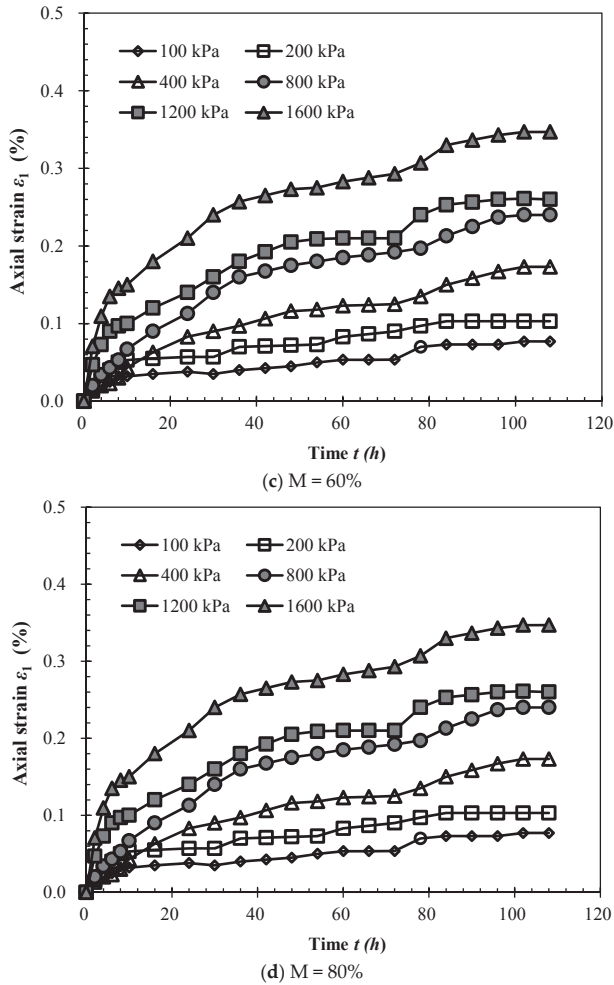 0.5
100 kPa 200 kPa
400 kPa 800 kPa
1200 kPa 1600 kPa
0.4
0.3
0.2
0.1
0.0
Axial strain ε1 (%)
0 20 40 60 80 100 120
Time t (h)
(c) M = 60%
0.5
100 kPa 200 kPa
400 kPa 800 kPa
1200 kPa 1600 kPa
0.4
0.3
0.2
0.1
0.0
Axial strain ε1 (%)
0 20 40 60 80 100 120
Time t (h)
(d) M = 80%